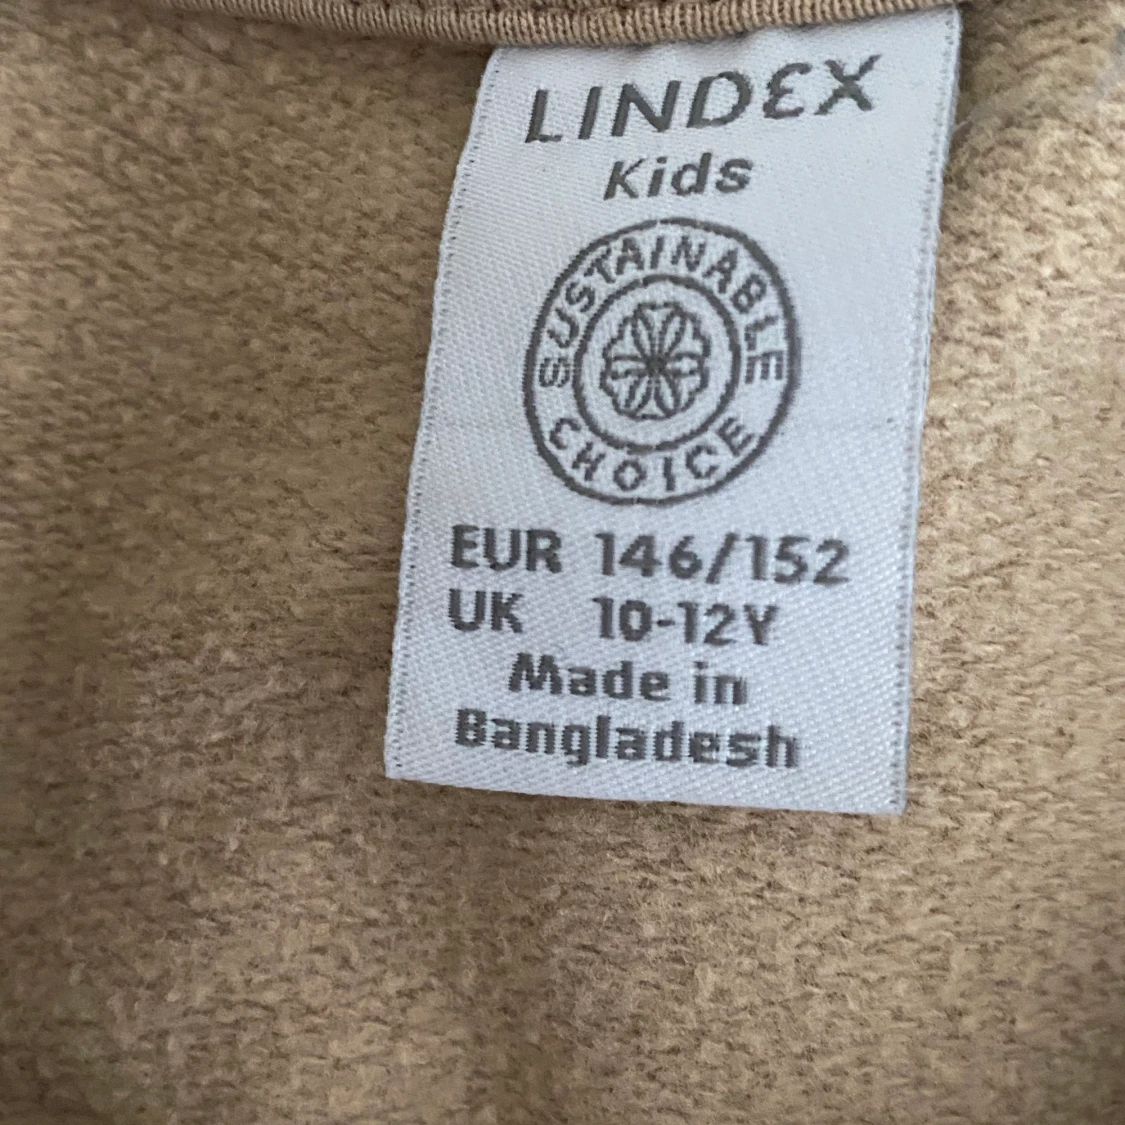 LINDEX
Kids
SUSTAINABLE
CHOICE
EUR 146/152
UK 10-12Y
Made in
Bangladesh